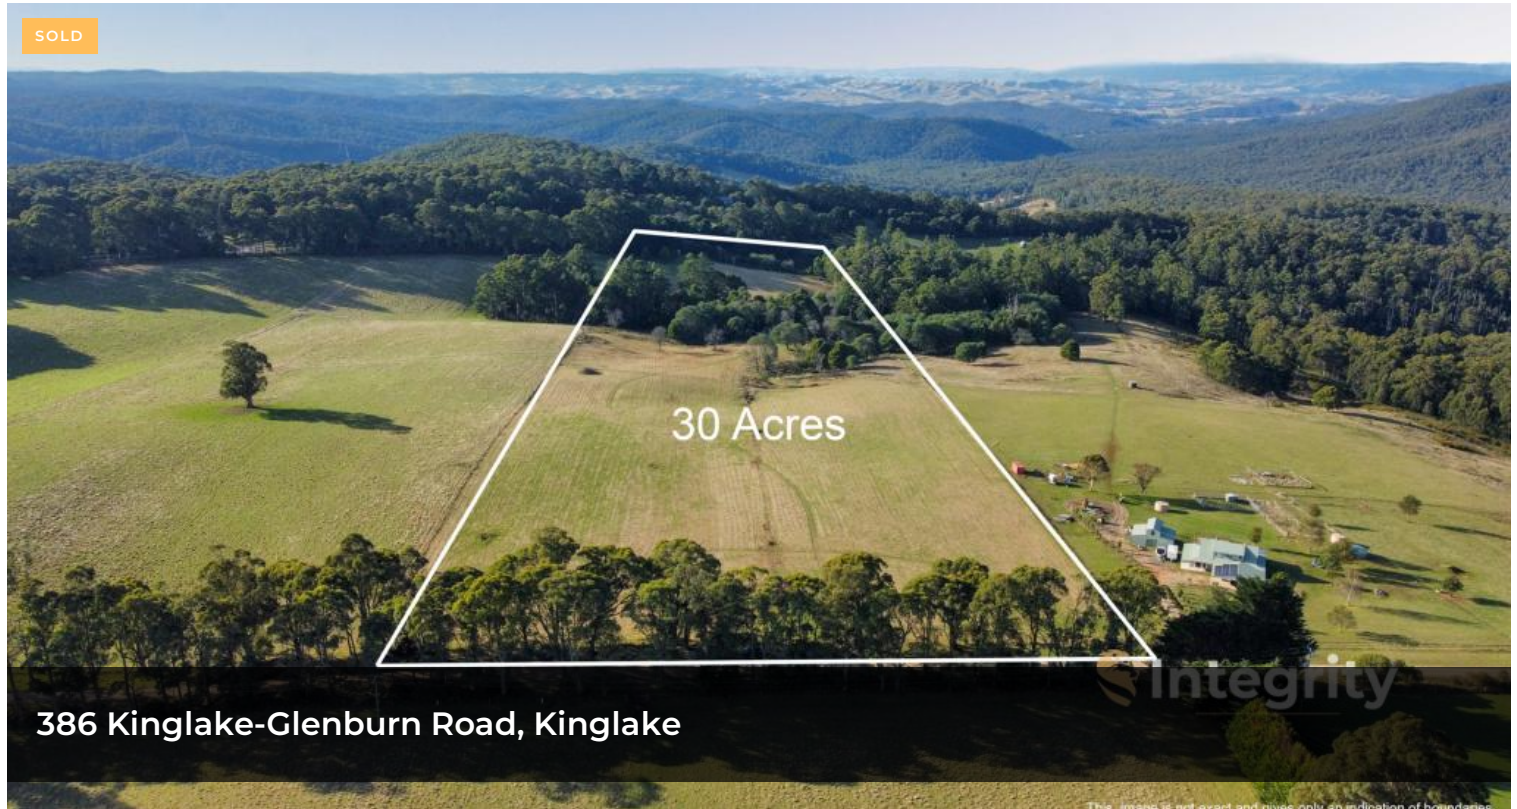 SOLD
30 Acres
Integrity
386 Kinglake-Glenburn Road, Kinglake
This image is not exact and gives only an indication of boundaries